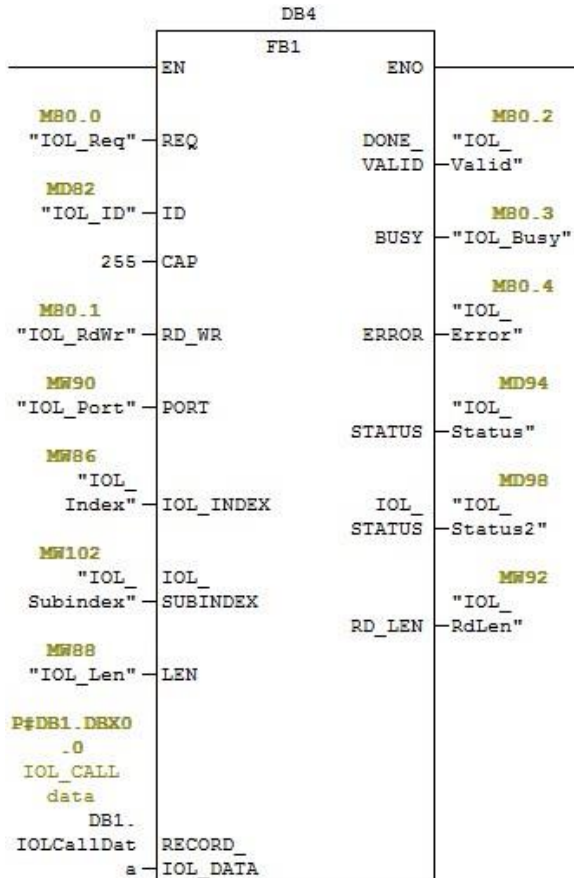 DB4
FB1
EN ENO
M80.0 M80.2
"IOL_Req" REQ DONE_ "IOL_
VALID Valid"
MD82
"IOL_ID" ID M80.3
BUSY "IOL_Busy"
255 CAP
M80.4
M80.1 "IOL_
"IOL_RdWr" RD_WR ERROR Error"
MW90 MD94
"IOL_Port" PORT "IOL_
STATUS Status"
MW86
"IOL_ MD98
Index" IOL_INDEX IOL_ "IOL_
STATUS Status2"
MW102
"IOL_ IOL_ MW92
Subindex" SUBINDEX "IOL_
RD_LEN RdLen"
MW88
"IOL_Len" LEN
P#DB1.DBX0
.0
IOL_CALL
data
DB1.
IOLCallDat RECORD_
a IOL_DATA